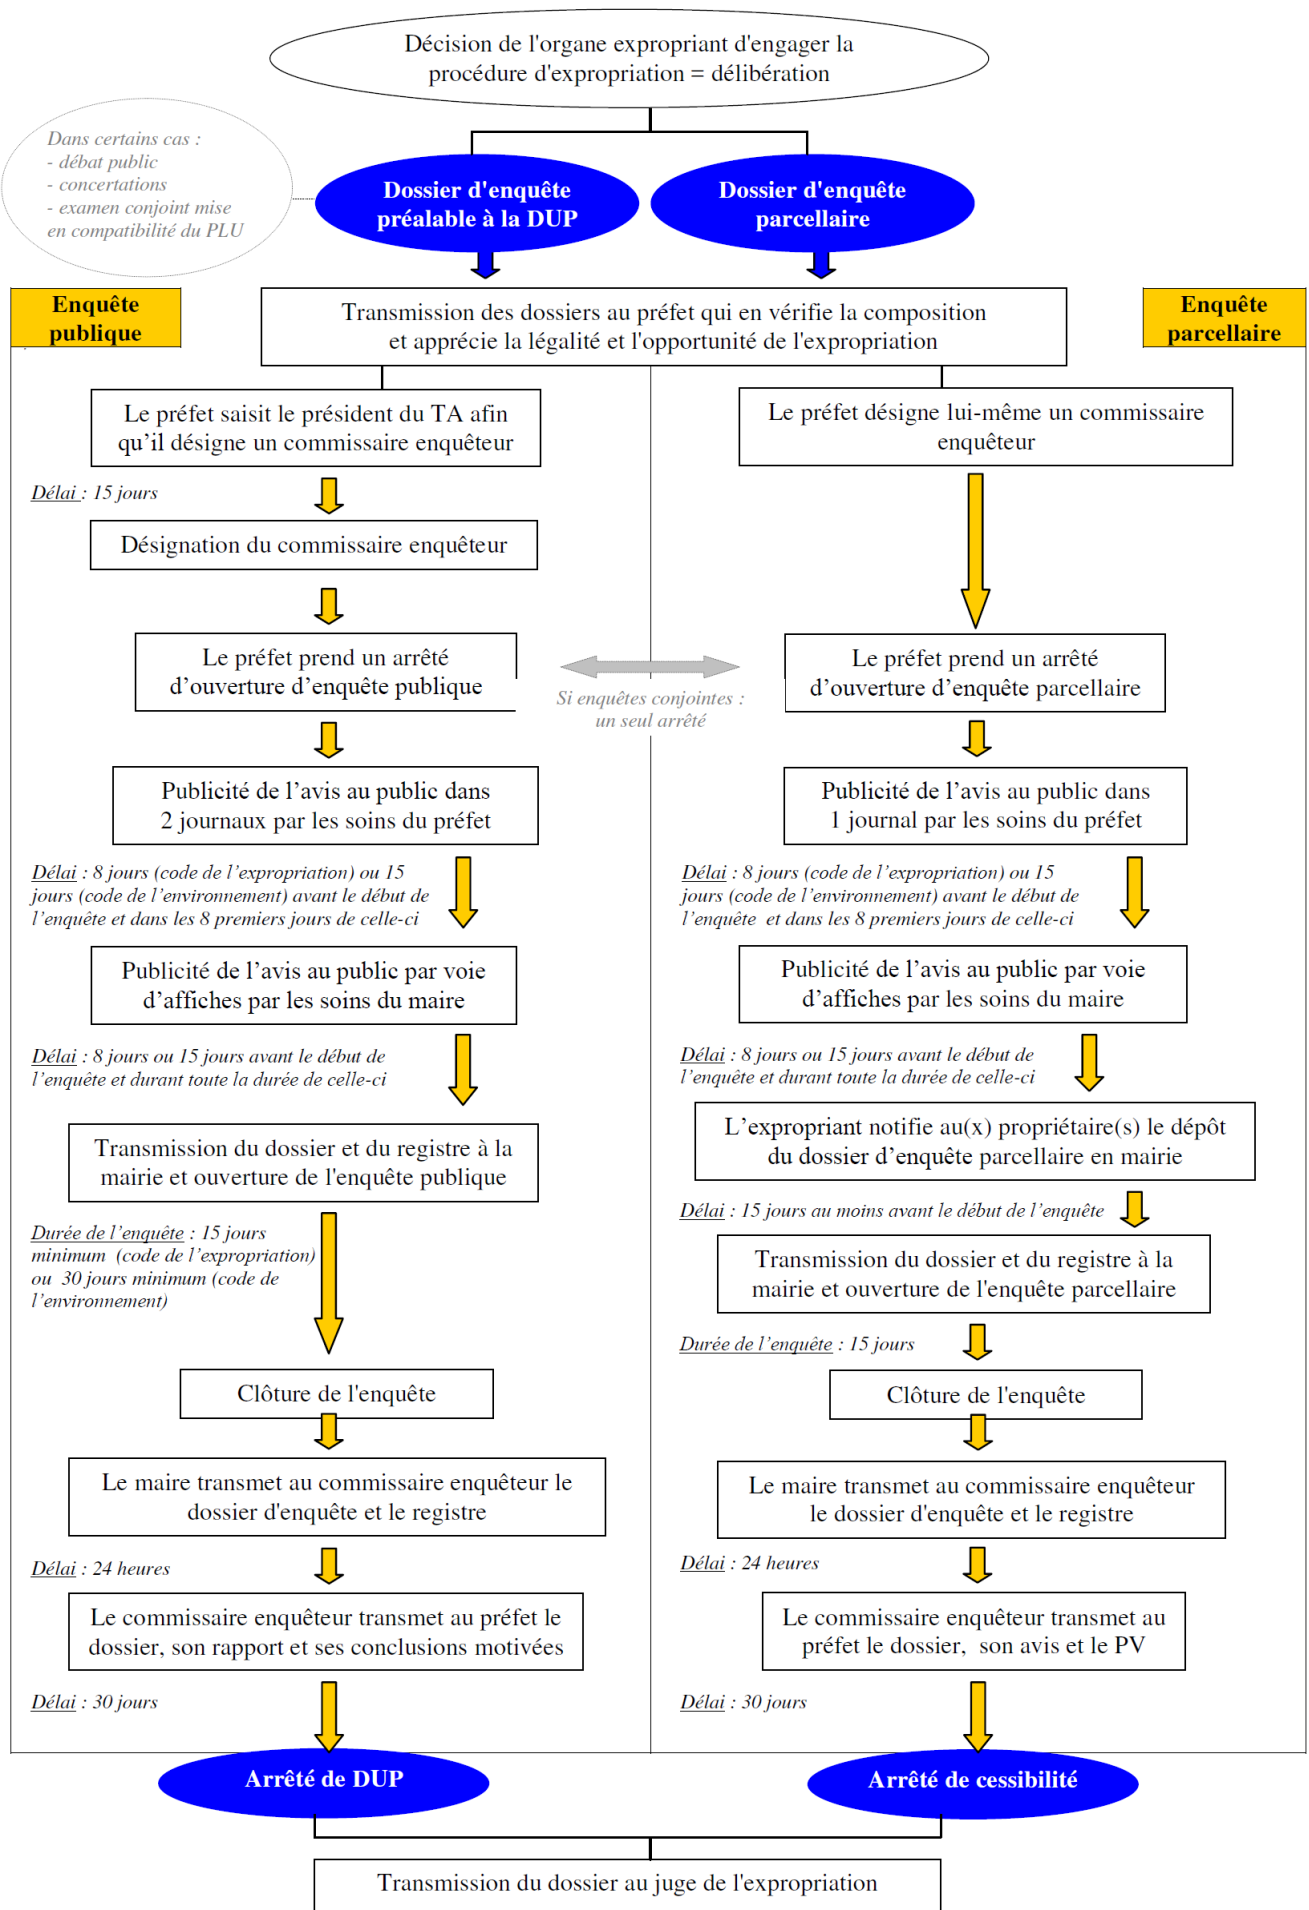 Décision de l'organe expropriant d'engager la
procédure d'expropriation = délibération
Dans certains cas :
- débat public
- concertations
- examen conjoint mise
en compatibilité du PLU
Dossier d'enquête
préalable à la DUP
Dossier d'enquête
parcellaire
Enquête
publique
Transmission des dossiers au préfet qui en vérifie la composition
et apprécie la légalité et l'opportunité de l'expropriation
Enquête
parcellaire
Le préfet saisit le président du TA afin
qu’il désigne un commissaire enquêteur
Délai : 15 jours
Désignation du commissaire enquêteur
Le préfet prend un arrêté
d’ouverture d’enquête publique
Publicité de l’avis au public dans
2 journaux par les soins du préfet
Délai : 8 jours (code de l’expropriation) ou 15
jours (code de l’environnement) avant le début de
l’enquête et dans les 8 premiers jours de celle-ci
Publicité de l’avis au public par voie
d’affiches par les soins du maire
Délai : 8 jours ou 15 jours avant le début de
l’enquête et durant toute la durée de celle-ci
Transmission du dossier et du registre à la
mairie et ouverture de l'enquête publique
Durée de l’enquête : 15 jours
minimum (code de l’expropriation)
ou 30 jours minimum (code de
l’environnement)
Clôture de l'enquête
Le maire transmet au commissaire enquêteur le
dossier d'enquête et le registre
Délai : 24 heures
Le commissaire enquêteur transmet au préfet le
dossier, son rapport et ses conclusions motivées
Délai : 30 jours
Arrêté de DUP
Si enquêtes conjointes :
un seul arrêté
Le préfet désigne lui-même un commissaire
enquêteur
Le préfet prend un arrêté
d’ouverture d’enquête parcellaire
Publicité de l’avis au public dans
1 journal par les soins du préfet
Délai : 8 jours (code de l’expropriation) ou 15
jours (code de l’environnement) avant le début de
l’enquête et dans les 8 premiers jours de celle-ci
Publicité de l’avis au public par voie
d’affiches par les soins du maire
Délai : 8 jours ou 15 jours avant le début de
l’enquête et durant toute la durée de celle-ci
L’expropriant notifie au(x) propriétaire(s) le dépôt
du dossier d’enquête parcellaire en mairie
Délai : 15 jours au moins avant le début de l’enquête
Transmission du dossier et du registre à la
mairie et ouverture de l'enquête parcellaire
Durée de l’enquête : 15 jours
Clôture de l'enquête
Le maire transmet au commissaire enquêteur
le dossier d'enquête et le registre
Délai : 24 heures
Le commissaire enquêteur transmet au
préfet le dossier, son avis et le PV
Délai : 30 jours
Arrêté de cessibilité
Transmission du dossier au juge de l'expropriation